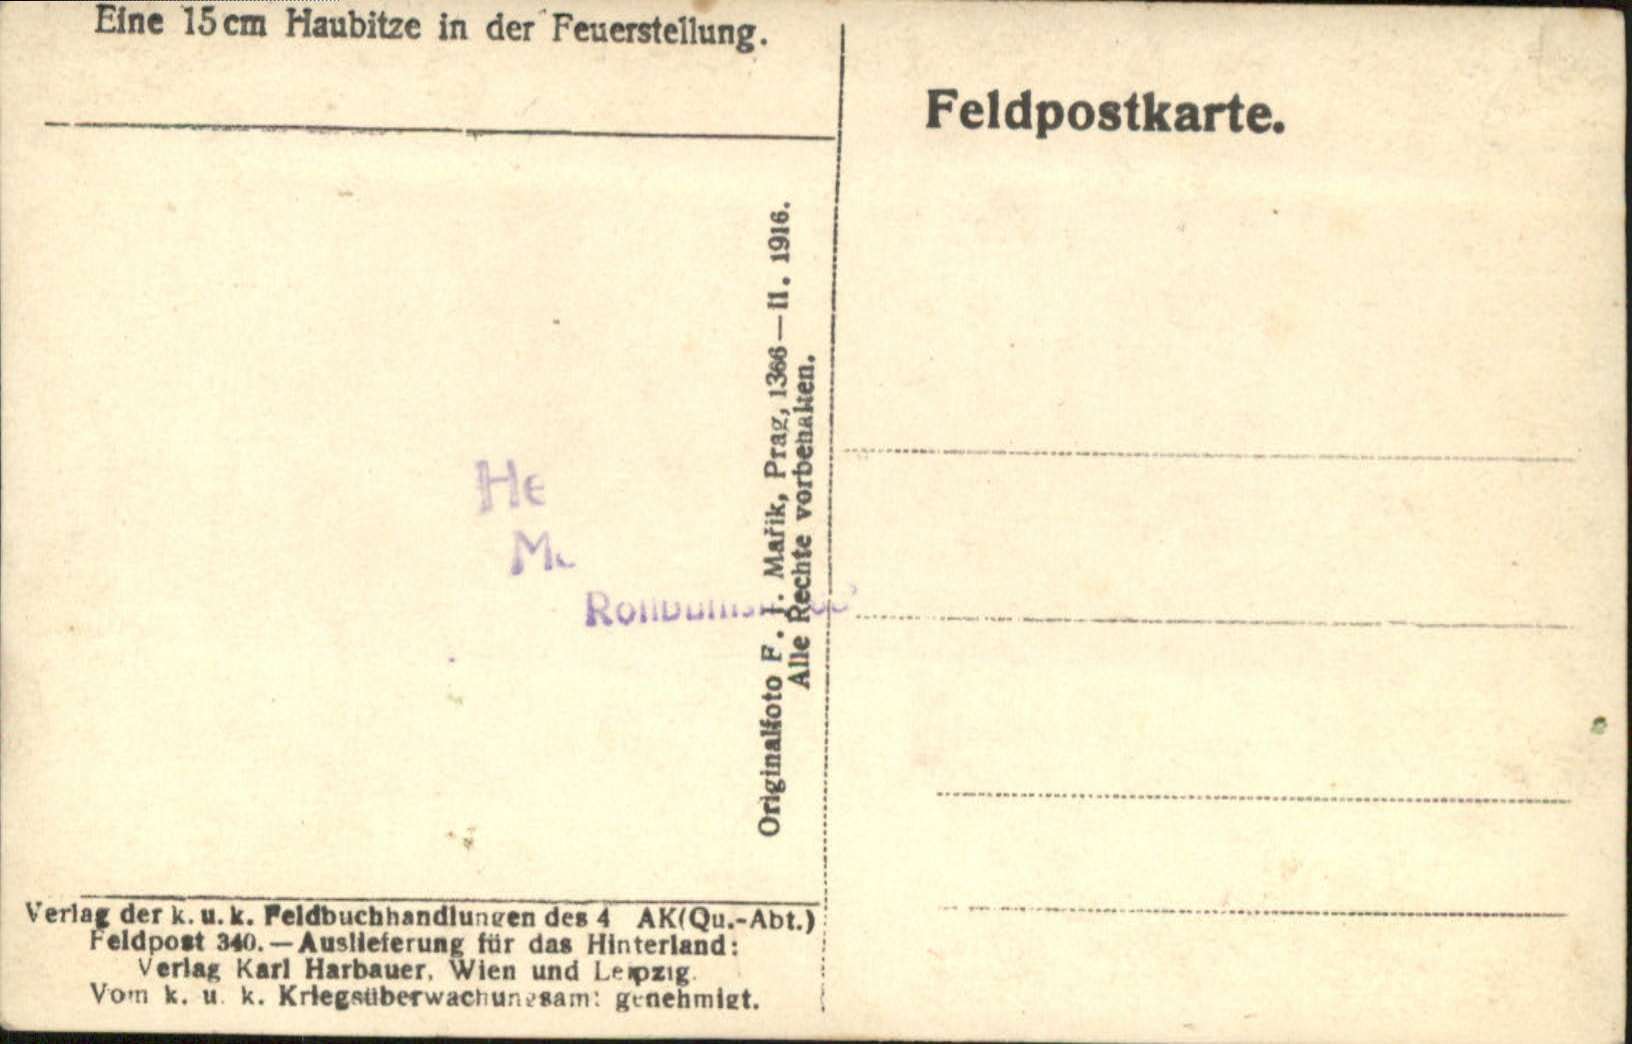 Eine 15 cm Haubitze in der Feuerstellung.
Feldpostkarte.
Originalfoto F. J. Mařik, Prag, 1366—II. 1916.
Alle Rechte vorbehalten.
He
Verlag der k. u. k. Feldbuchhandlungen des 4 AK (Qu.-Abt.)
Feldpost 340. — Auslieferung für das Hinterland:
Verlag Karl Harbauer, Wien und Leipzig.
Vom k. u. k. Kriegsüberwachungsamt genehmigt.